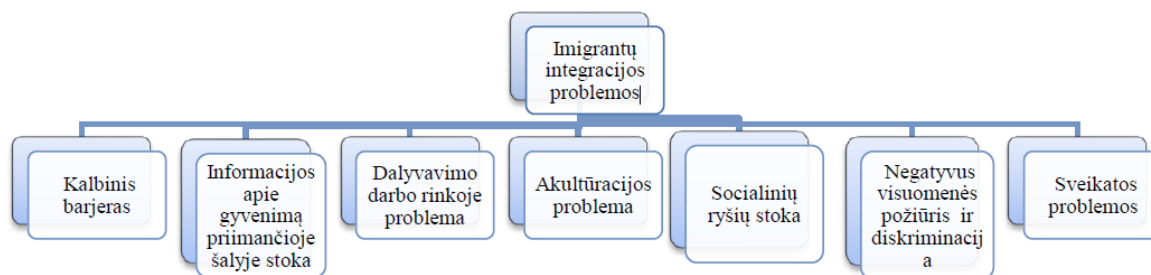 Imigrantų
integracijos
problemos
Kalbinis
barjeras
Informacijos
apie
gyvenimą
priimančioje
šalyje stoka
Dalyvavimo
darbo rinkoje
problema
Akultūracijos
problema
Socialinių
ryšių stoka
Negatyvus
visuomenės
požiūris ir
diskriminacij
a
Sveikatos
problemos